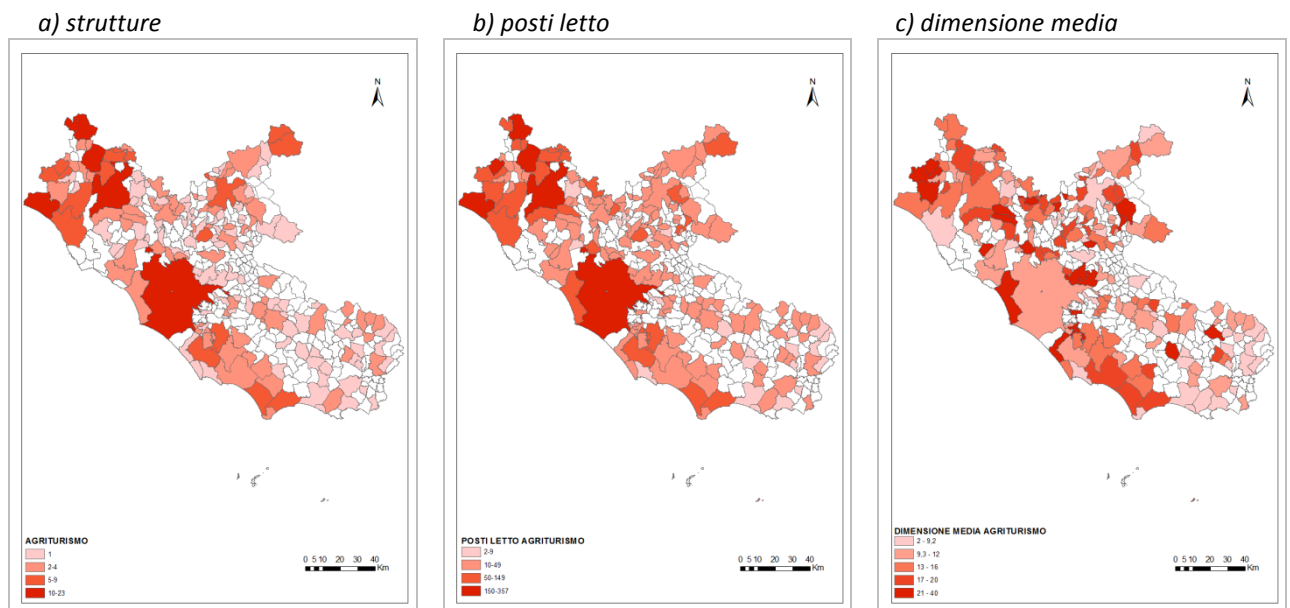 a) strutture
b) posti letto
c) dimensione media
N
N
N
AGRITURISMO
1
2-4
5-9
10-23
0 5 10 20 30 40
Km
POSTI LETTO AGRITURISMO
2-9
10-49
50-149
150-357
0 5 10 20 30 40
Km
DIMENSIONE MEDIA AGRITURISMO
2 - 9,2
9,3 - 12
13 - 16
17 - 20
21 - 40
0 5 10 20 30 40
Km